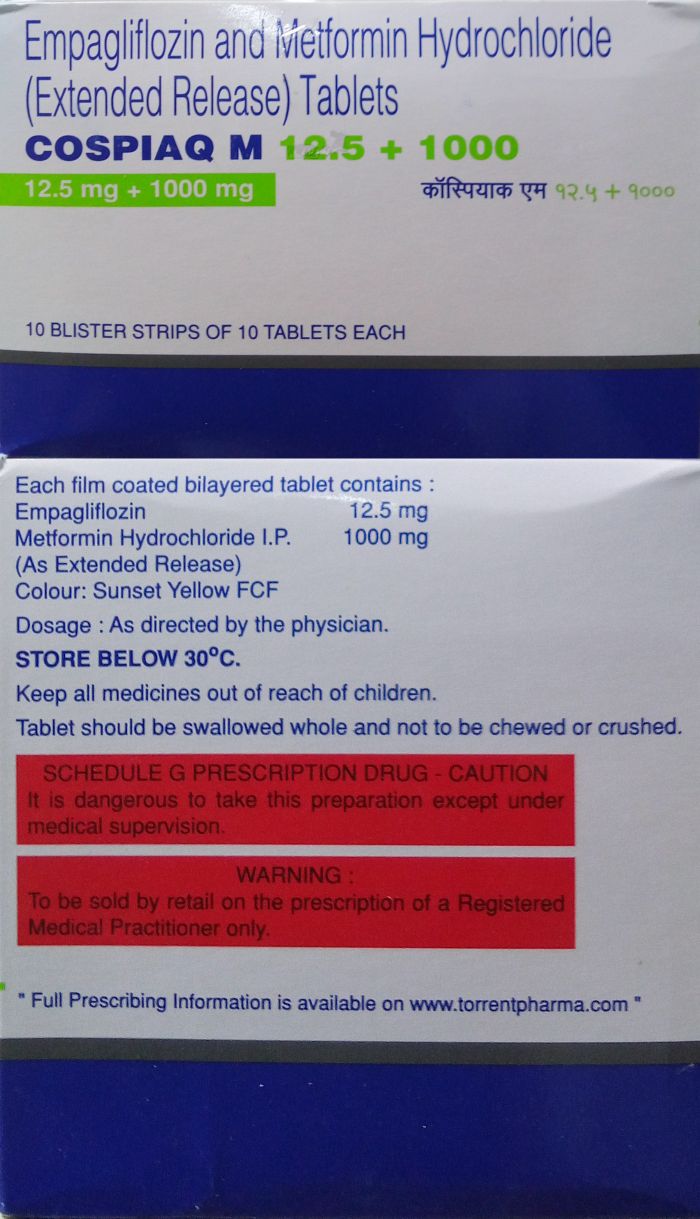 Empagliflozin and Metformin Hydrochloride
(Extended Release) Tablets
COSPIAQ M 12.5 + 1000
12.5 mg + 1000 mg
कॉस्पियाक एम १२.५ + १०००
10 BLISTER STRIPS OF 10 TABLETS EACH
Each film coated bilayered tablet contains :
Empagliflozin 12.5 mg
Metformin Hydrochloride I.P. 1000 mg
(As Extended Release)
Colour: Sunset Yellow FCF
Dosage : As directed by the physician.
STORE BELOW 30°C.
Keep all medicines out of reach of children.
Tablet should be swallowed whole and not to be chewed or crushed.
SCHEDULE G PRESCRIPTION DRUG - CAUTION
It is dangerous to take this preparation except under
medical supervision.
WARNING :
To be sold by retail on the prescription of a Registered
Medical Practitioner only.
" Full Prescribing Information is available on www.torrentpharma.com "